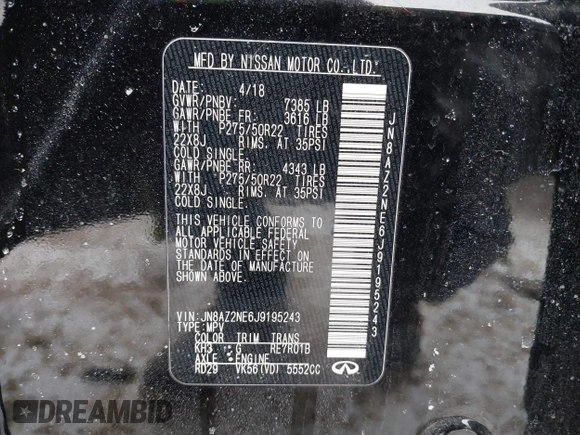 MFD BY NISSAN MOTOR CO.,LTD.
DATE: 4/18
GVWR/PNBV: 7385 LB
GAWR/PNBE FR: 3616 LB
WITH P275/50R22 TIRES
22X8J RIMS. AT 35PSI
COLD SINGLE.
GAWR/PNBE RR: 4343 LB
WITH P275/50R22 TIRES
22X8J RIMS. AT 35PSI
COLD SINGLE.
THIS VEHICLE CONFORMS TO
ALL APPLICABLE FEDERAL
MOTOR VEHICLE SAFETY
STANDARDS IN EFFECT ON
THE DATE OF MANUFACTURE
SHOWN ABOVE.
VIN: JN8AZ2NE6J9195243
TYPE: MPV
COLOR TRIM TRANS
KH3 G RE7R01B
AXLE ENGINE
RD29 VK56(VD) 5552CC
JN8AZ2NE6J9195243
INFINITI
DREAMBID